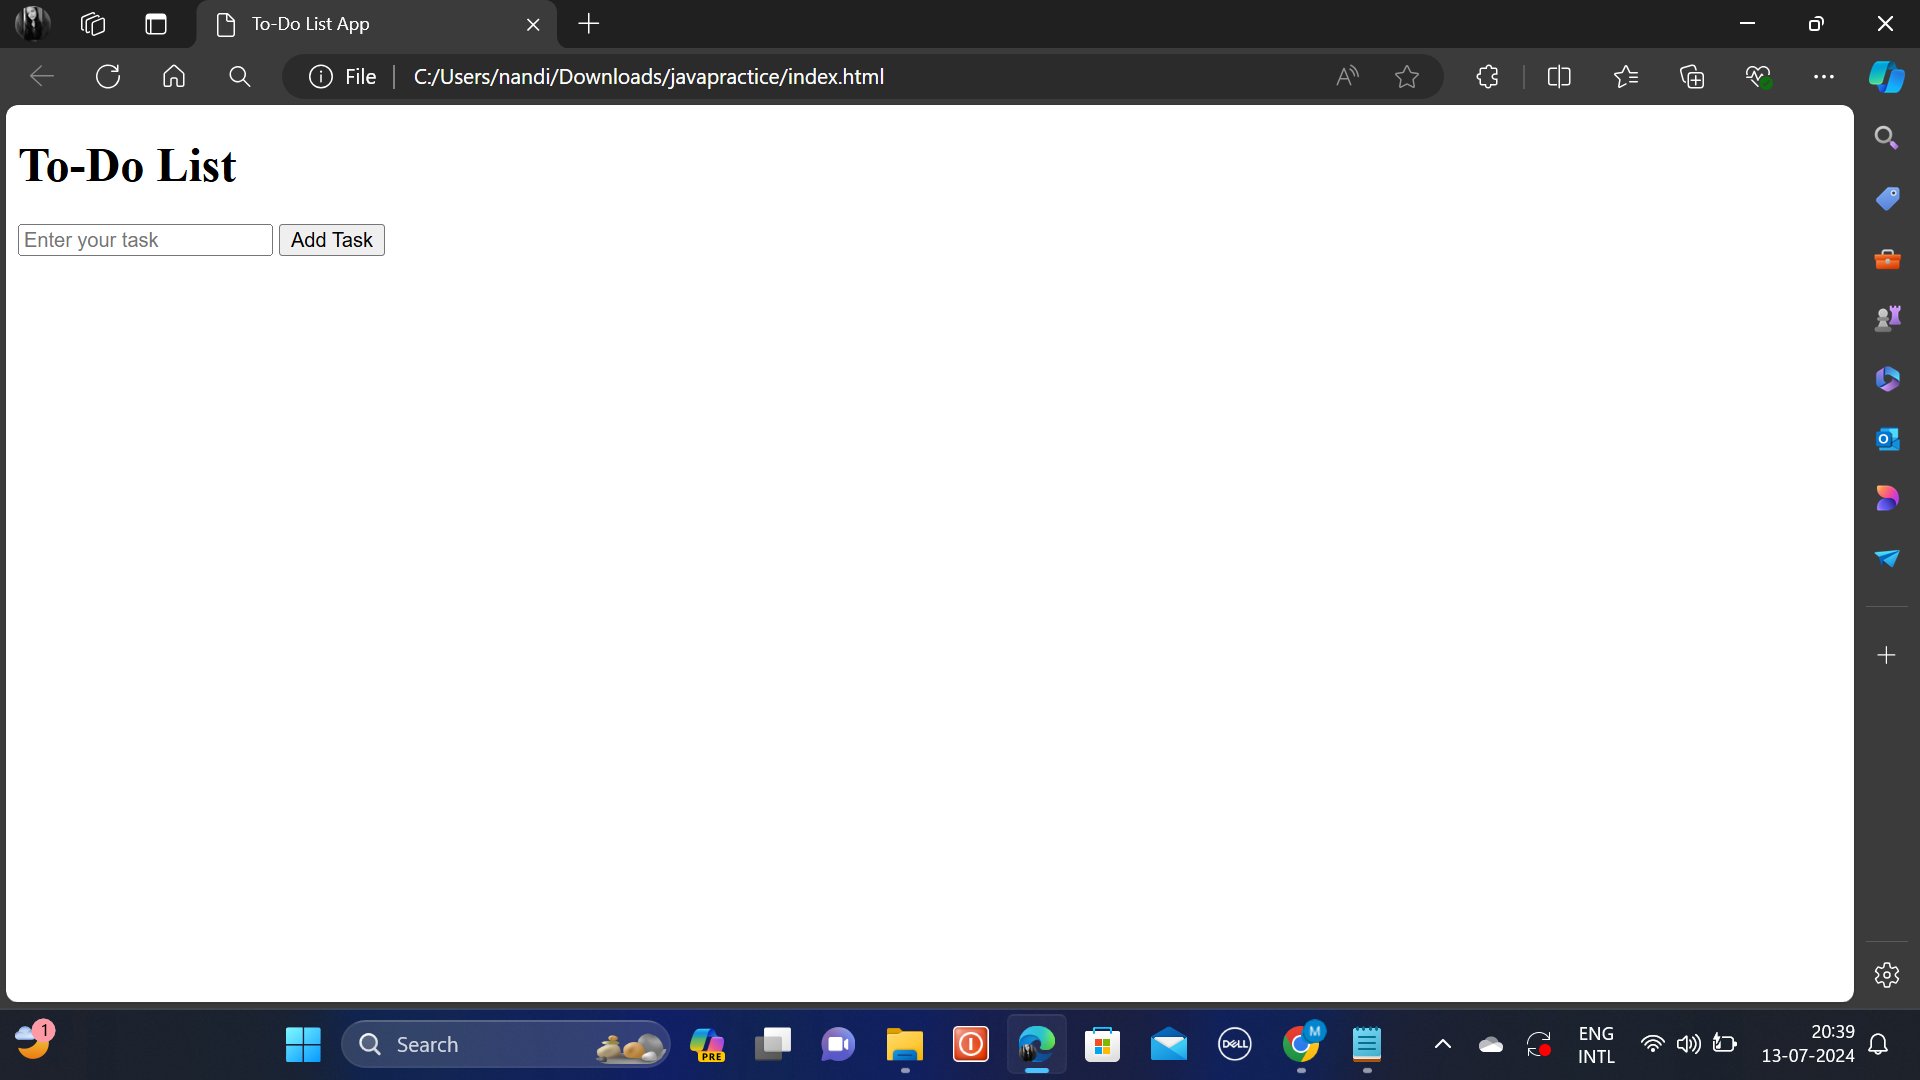 To-Do List App
File
C:/Users/nandi/Downloads/javapractice/index.html
To-Do List
Enter your task Add Task
1
Search
PRE
DELL
M
ENG
INTL
20:39
13-07-2024